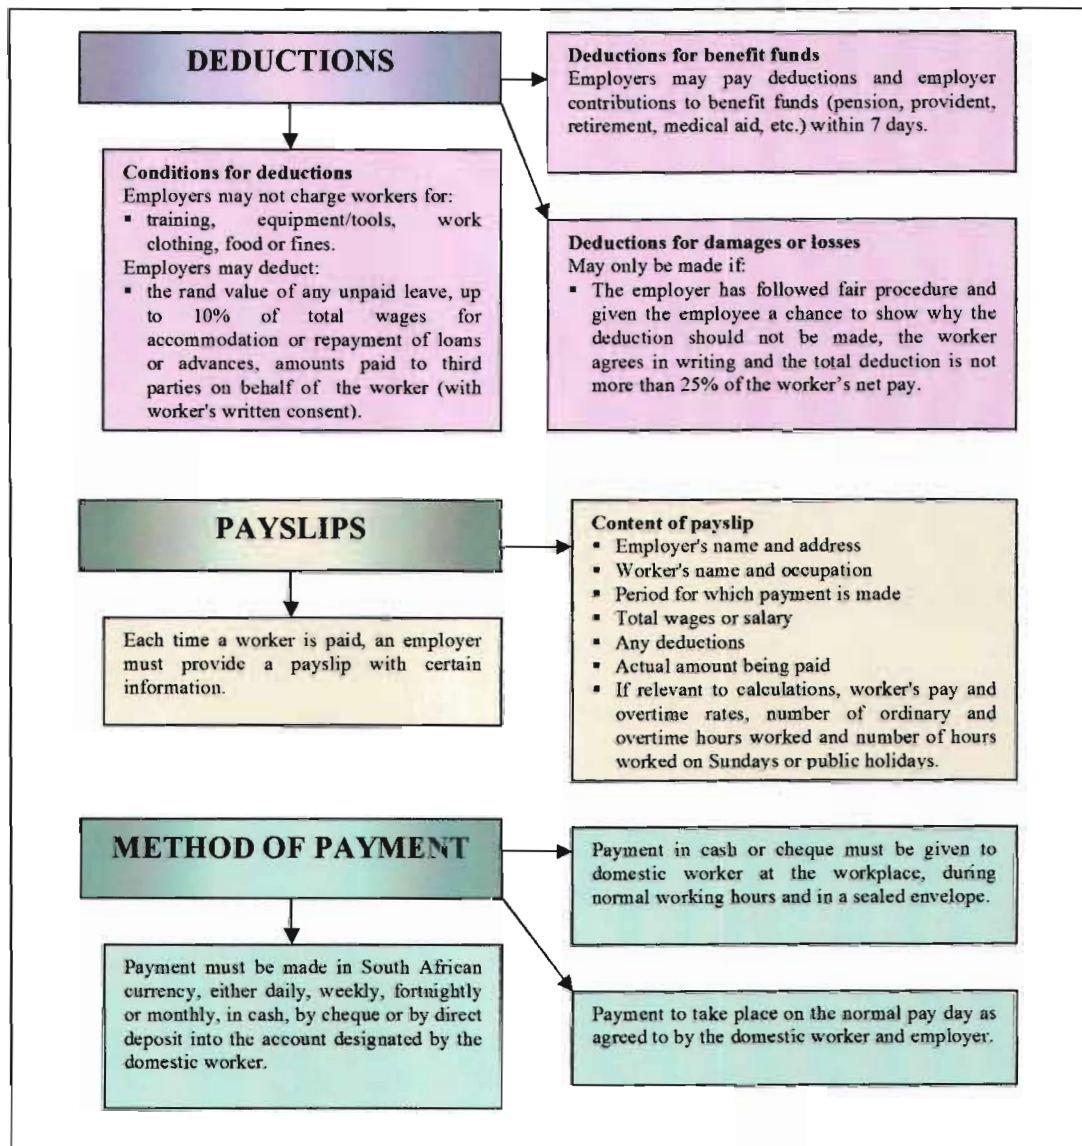 DEDUCTIONS
Deductions for benefit funds
Employers may pay deductions and employer
contributions to benefit funds (pension, provident,
retirement, medical aid, etc.) within 7 days.
Conditions for deductions
Employers may not charge workers for:
▪ training, equipment/tools, work
clothing, food or fines.
Employers may deduct:
▪ the rand value of any unpaid leave, up
to 10% of total wages for
accommodation or repayment of loans
or advances, amounts paid to third
parties on behalf of the worker (with
worker's written consent).
Deductions for damages or losses
May only be made if:
▪ The employer has followed fair procedure and
given the employee a chance to show why the
deduction should not be made, the worker
agrees in writing and the total deduction is not
more than 25% of the worker's net pay.
PAYSLIPS
Each time a worker is paid, an employer
must provide a payslip with certain
information.
Content of payslip
▪ Employer's name and address
▪ Worker's name and occupation
▪ Period for which payment is made
▪ Total wages or salary
▪ Any deductions
▪ Actual amount being paid
▪ If relevant to calculations, worker's pay and
overtime rates, number of ordinary and
overtime hours worked and number of hours
worked on Sundays or public holidays.
METHOD OF PAYMENT
Payment in cash or cheque must be given to
domestic worker at the workplace, during
normal working hours and in a sealed envelope.
Payment must be made in South African
currency, either daily, weekly, fortnightly
or monthly, in cash, by cheque or by direct
deposit into the account designated by the
domestic worker.
Payment to take place on the normal pay day as
agreed to by the domestic worker and employer.